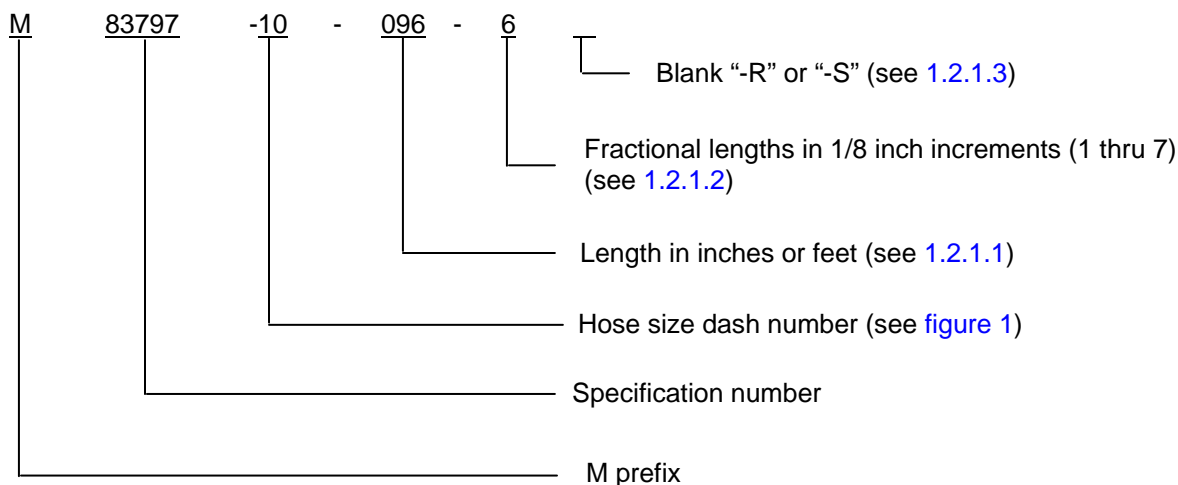 M 83797 -10 - 096 - 6
Blank “-R” or “-S” (see 1.2.1.3)
Fractional lengths in 1/8 inch increments (1 thru 7)
(see 1.2.1.2)
Length in inches or feet (see 1.2.1.1)
Hose size dash number (see figure 1)
Specification number
M prefix